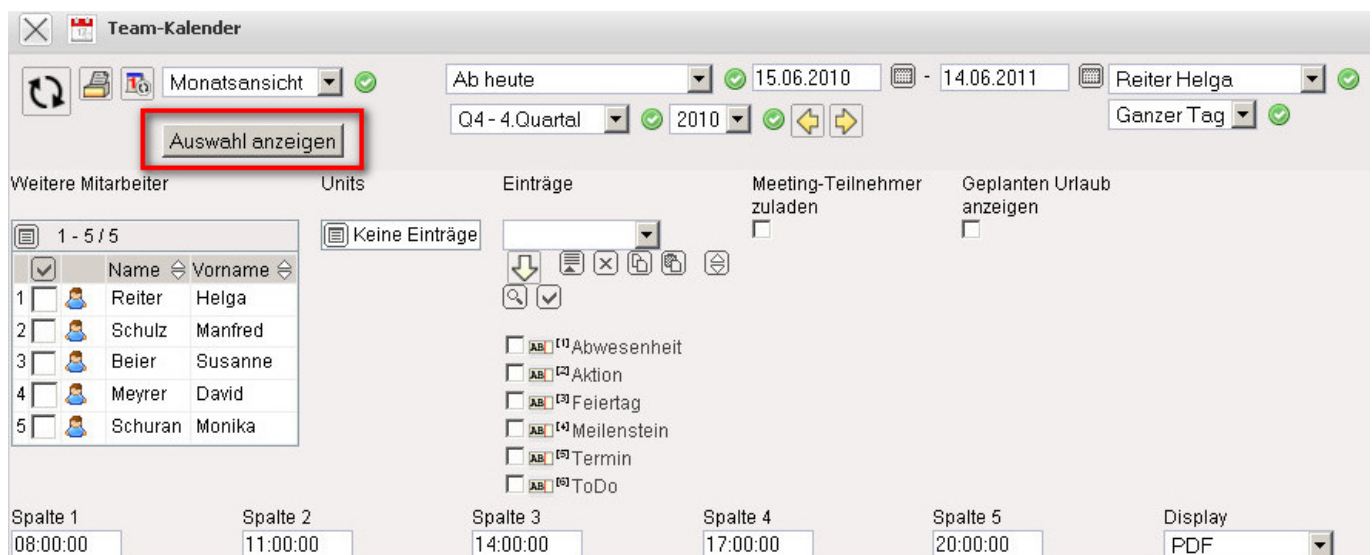 Team-Kalender
Monatsansicht Ab heute 15.06.2010 - 14.06.2011 Reiter Helga
Q4 - 4.Quartal 2010 Ganzer Tag
Auswahl anzeigen
Weitere Mitarbeiter Units Einträge Meeting-Teilnehmer zuladen Geplanten Urlaub anzeigen
1 - 5 / 5 Keine Einträge
Name Vorname
1 Reiter Helga
2 Schulz Manfred
3 Beier Susanne
4 Meyrer David
5 Schuran Monika
[1] Abwesenheit
[2] Aktion
[3] Feiertag
[4] Meilenstein
[5] Termin
[6] ToDo
Spalte 1 Spalte 2 Spalte 3 Spalte 4 Spalte 5 Display
08:00:00 11:00:00 14:00:00 17:00:00 20:00:00 PDF